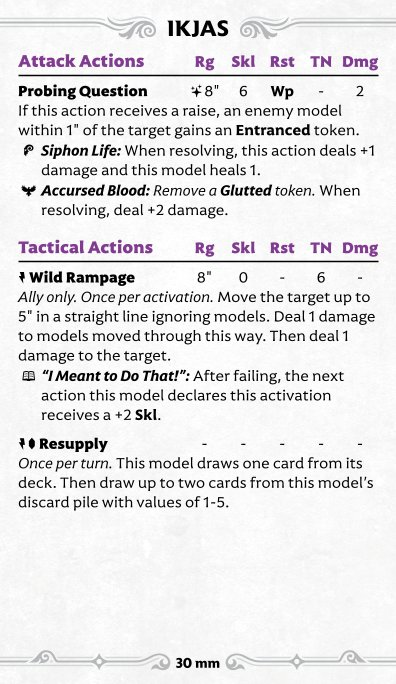 IKJAS
Attack Actions Rg Skl Rst TN Dmg
Probing Question 8" 6 Wp - 2
If this action receives a raise, an enemy model
within 1" of the target gains an Entranced token.
Siphon Life: When resolving, this action deals +1
damage and this model heals 1.
Accursed Blood: Remove a Glutted token. When
resolving, deal +2 damage.
Tactical Actions Rg Skl Rst TN Dmg
Wild Rampage 8" 0 - 6 -
Ally only. Once per activation. Move the target up to
5" in a straight line ignoring models. Deal 1 damage
to models moved through this way. Then deal 1
damage to the target.
“I Meant to Do That!”: After failing, the next
action this model declares this activation
receives a +2 Skl.
Resupply - - - - -
Once per turn. This model draws one card from its
deck. Then draw up to two cards from this model’s
discard pile with values of 1-5.
30 mm